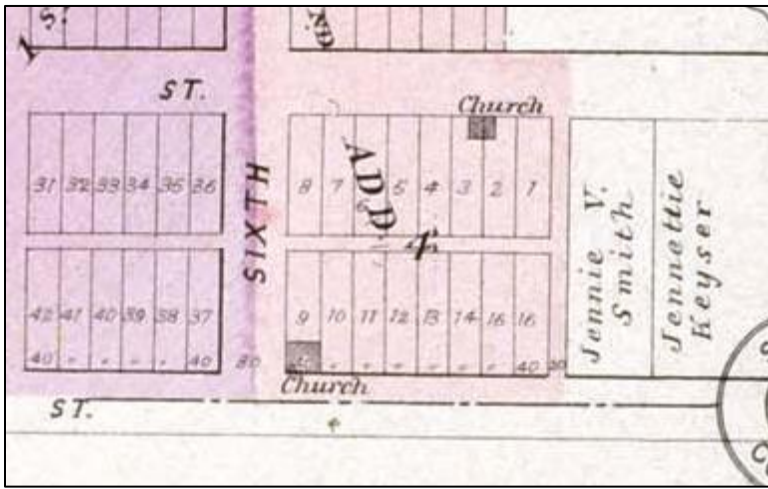 1 ST.
ST.
Church
31 32 33 34 35 36
SIXTH
8 7 5 4 3 2 1
ADD
4
Jennie V.
Smith
Jennettie
Keyser
42 41 40 39 38 37
9 10 11 12 13 14 15 16
40 " " " " 40
80
" " " " " " 40
Church
ST.